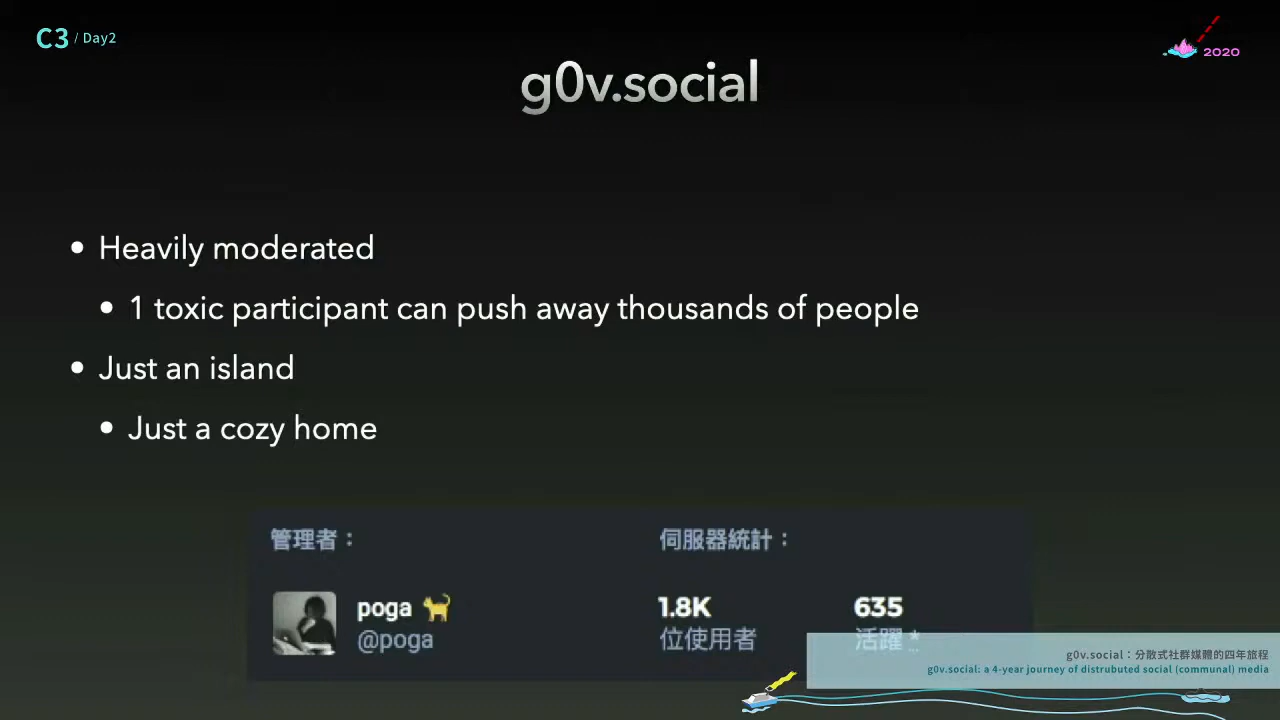 C3 / Day2
2020
g0v.social
• Heavily moderated
• 1 toxic participant can push away thousands of people
• Just an island
• Just a cozy home
管理者：
伺服器統計：
poga 🐈
@poga
1.8K
位使用者
635
活躍 *
g0v.social：分散式社群媒體的四年旅程
g0v.social: a 4-year journey of distrubuted social (communal) media